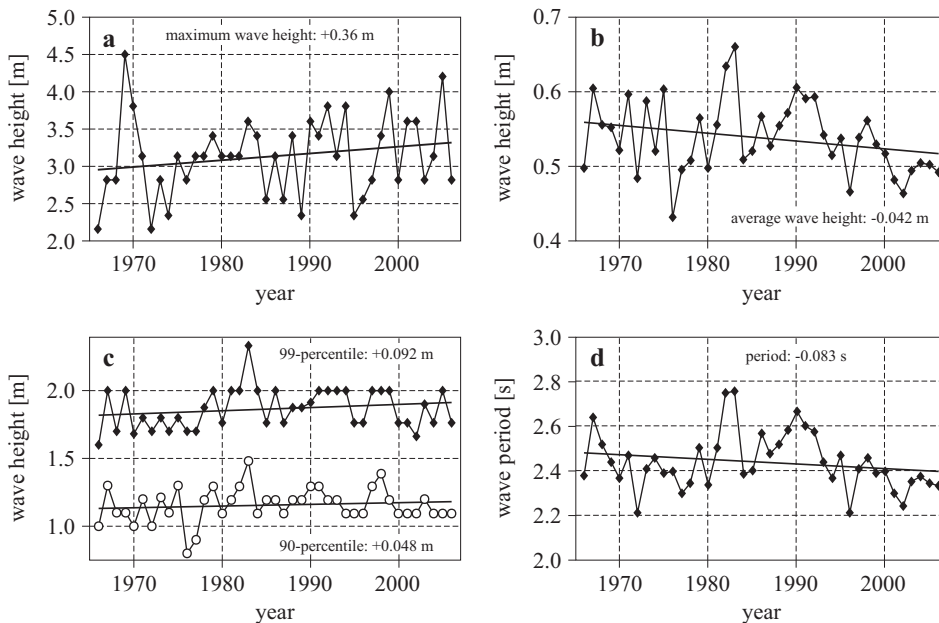 a
maximum wave height: +0.36 m
wave height [m]
5.0
4.5
4.0
3.5
3.0
2.5
2.0
1970 1980 1990 2000
year
b
average wave height: -0.042 m
wave height [m]
0.7
0.6
0.5
0.4
1970 1980 1990 2000
year
c
99-percentile: +0.092 m
90-percentile: +0.048 m
wave height [m]
2.0
1.5
1.0
1970 1980 1990 2000
year
d
period: -0.083 s
wave period [s]
3.0
2.8
2.6
2.4
2.2
2.0
1970 1980 1990 2000
year